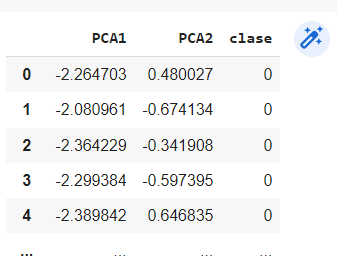 PCA1 PCA2 clase
0 -2.264703 0.480027 0
1 -2.080961 -0.674134 0
2 -2.364229 -0.341908 0
3 -2.299384 -0.597395 0
4 -2.389842 0.646835 0
... ... ... ...